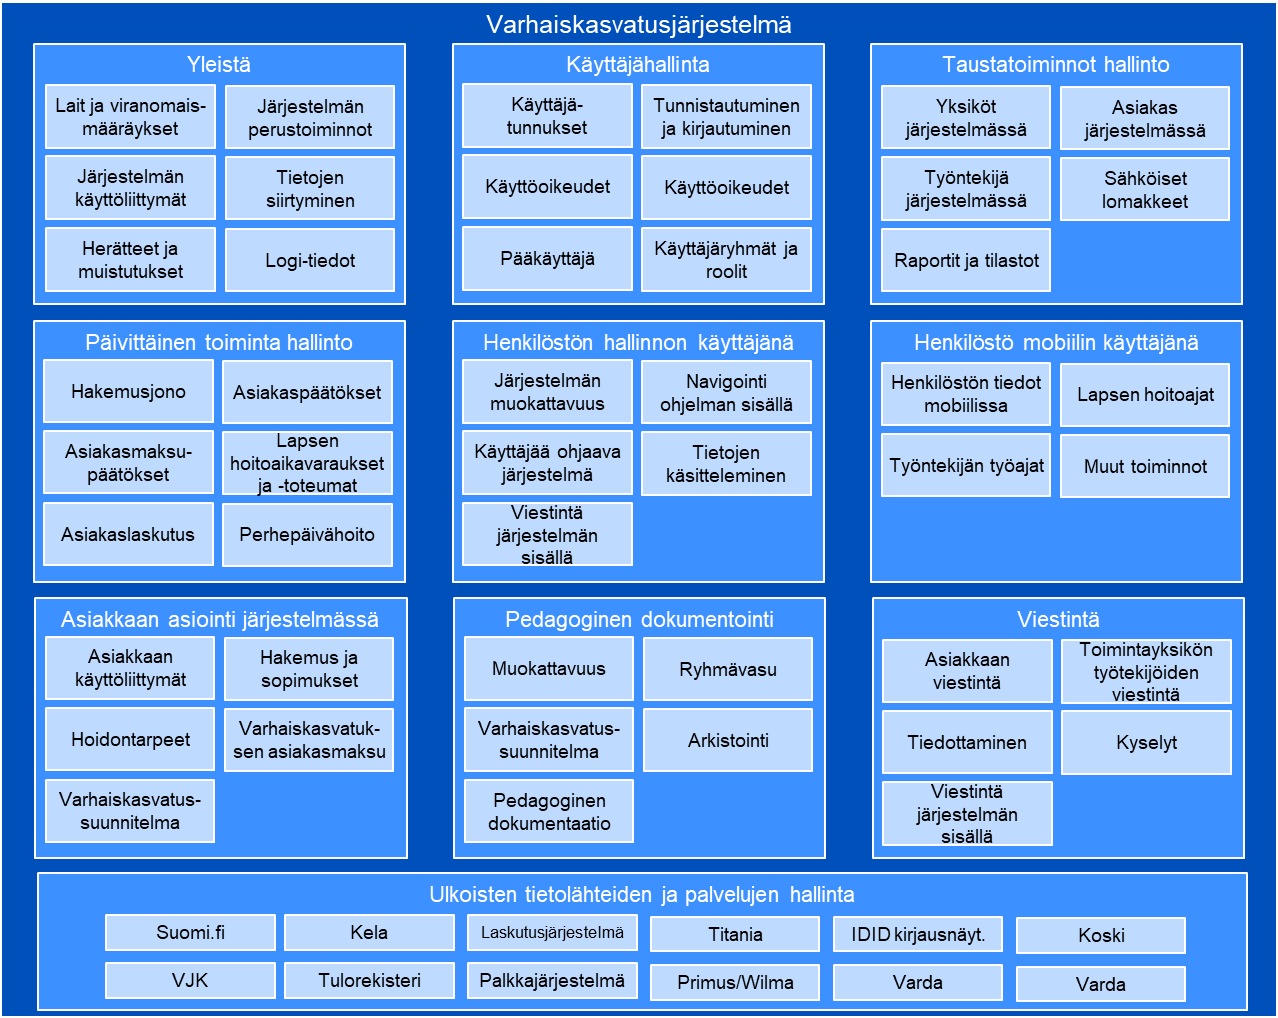 Varhaiskasvatusjärjestelmä
Yleistä
Lait ja viranomais-
määräykset
Järjestelmän
perustoiminnot
Järjestelmän
käyttöliittymät
Tietojen
siirtyminen
Herätteet ja
muistutukset
Logi-tiedot
Käyttäjähallinta
Käyttäjä-
tunnukset
Tunnistautuminen
ja kirjautuminen
Käyttöoikeudet
Käyttöoikeudet
Pääkäyttäjä
Käyttäjäryhmät ja
roolit
Taustatoiminnot hallinto
Yksiköt
järjestelmässä
Asiakas
järjestelmässä
Työntekijä
järjestelmässä
Sähköiset
lomakkeet
Raportit ja tilastot
Päivittäinen toiminta hallinto
Hakemusjono
Asiakaspäätökset
Asiakasmaksu-
päätökset
Lapsen
hoitoaikavaraukset
ja -toteumat
Asiakaslaskutus
Perhepäivähoito
Henkilöstön hallinnon käyttäjänä
Järjestelmän
muokattavuus
Navigointi
ohjelman sisällä
Käyttäjää ohjaava
järjestelmä
Tietojen
käsitteleminen
Viestintä
järjestelmän
sisällä
Henkilöstö mobiilin käyttäjänä
Henkilöstön tiedot
mobiilissa
Lapsen hoitoajat
Työntekijän työajat
Muut toiminnot
Asiakkaan asiointi järjestelmässä
Asiakkaan
käyttöliittymät
Hakemus ja
sopimukset
Hoidontarpeet
Varhaiskasvatuk-
sen asiakasmaksu
Varhaiskasvatus-
suunnitelma
Pedagoginen dokumentointi
Muokattavuus
Ryhmävasu
Varhaiskasvatus-
suunnitelma
Arkistointi
Pedagoginen
dokumentaatio
Viestintä
Asiakkaan
viestintä
Toimintayksikön
työtekijöiden
viestintä
Tiedottaminen
Kyselyt
Viestintä
järjestelmän
sisällä
Ulkoisten tietolähteiden ja palvelujen hallinta
Suomi.fi
Kela
Laskutusjärjestelmä
Titania
IDID kirjausnäyt.
Koski
VJK
Tulorekisteri
Palkkajärjestelmä
Primus/Wilma
Varda
Varda